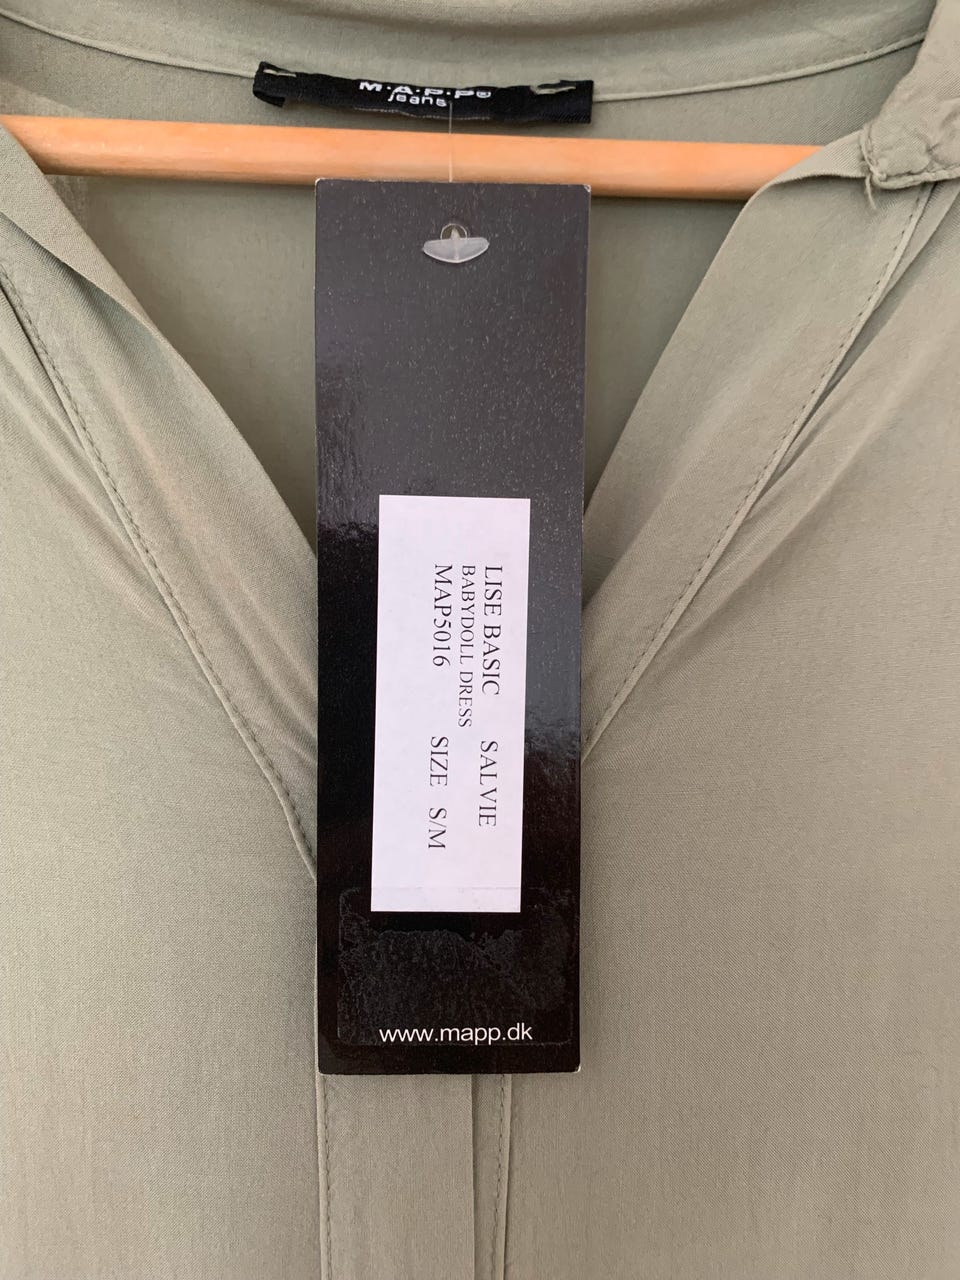 M·A·P·P®
jeans
LISE BASIC SALVIE
BABYDOLL DRESS
MAP5016 SIZE S/M
www.mapp.dk